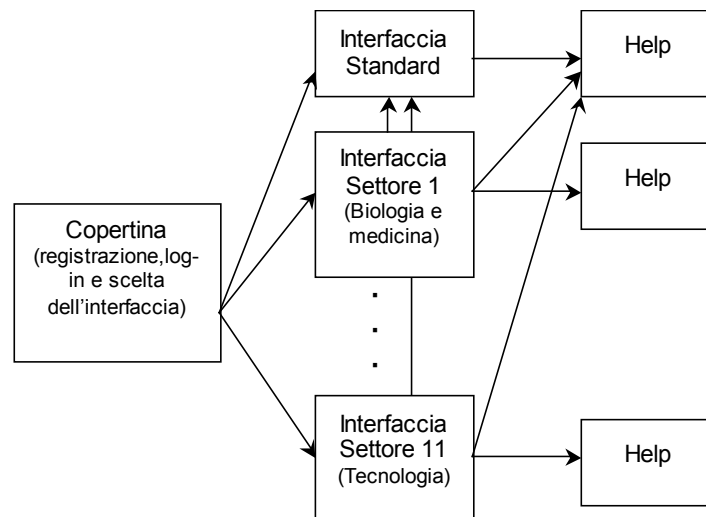 Interfaccia
Standard
Help
Interfaccia
Settore 1
(Biologia e
medicina)
Help
Copertina
(registrazione,log-
in e scelta
dell’interfaccia)
.
.
.
Interfaccia
Settore 11
(Tecnologia)
Help